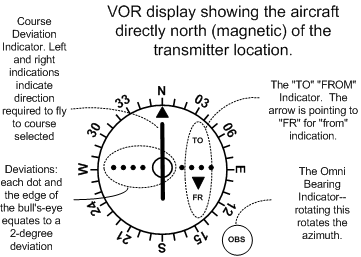 VOR display showing the aircraft
directly north (magnetic) of the
transmitter location.
Course
Deviation
Indicator. Left
and right
indications
indicate
direction
required to fly
to course
selected
Deviations:
each dot and
the edge of
the bull's-eye
equates to a
2-degree
deviation
N
03
06
E
12
15
S
21
24
W
30
33
TO
FR
OBS
The "TO" "FROM"
Indicator. The
arrow is pointing to
"FR" for "from"
indication.
The Omni
Bearing
Indicator--
rotating this
rotates the
azimuth.